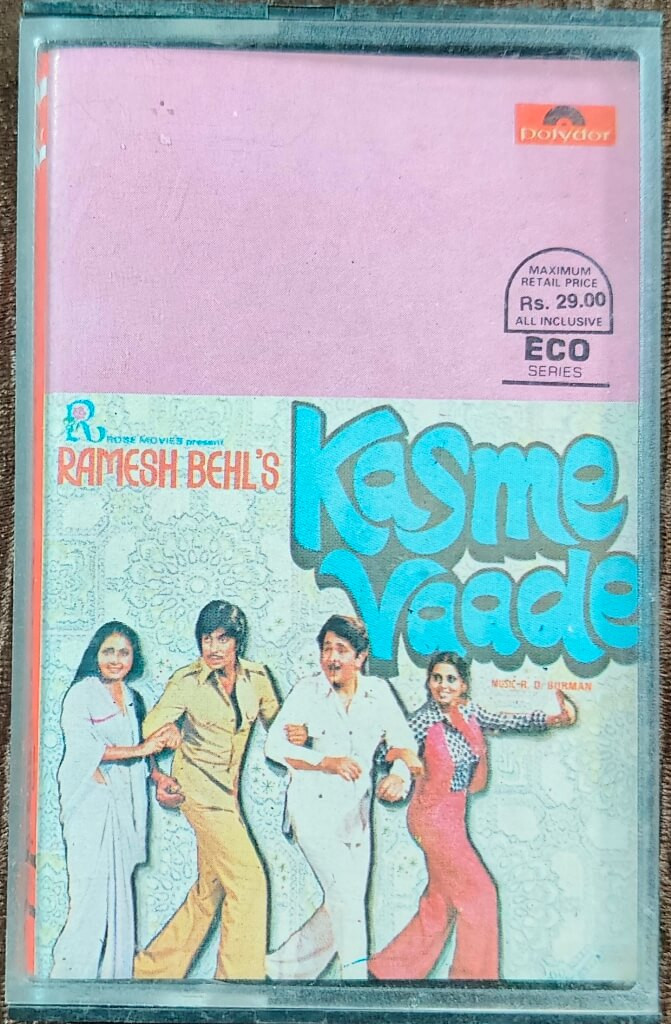 Polydor
MAXIMUM
RETAIL PRICE
Rs. 29.00
ALL INCLUSIVE
ECO
SERIES
R
ROSE MOVIES present
RAMESH BEHL'S
Kasme
Vaade
MUSIC-R. D. BURMAN